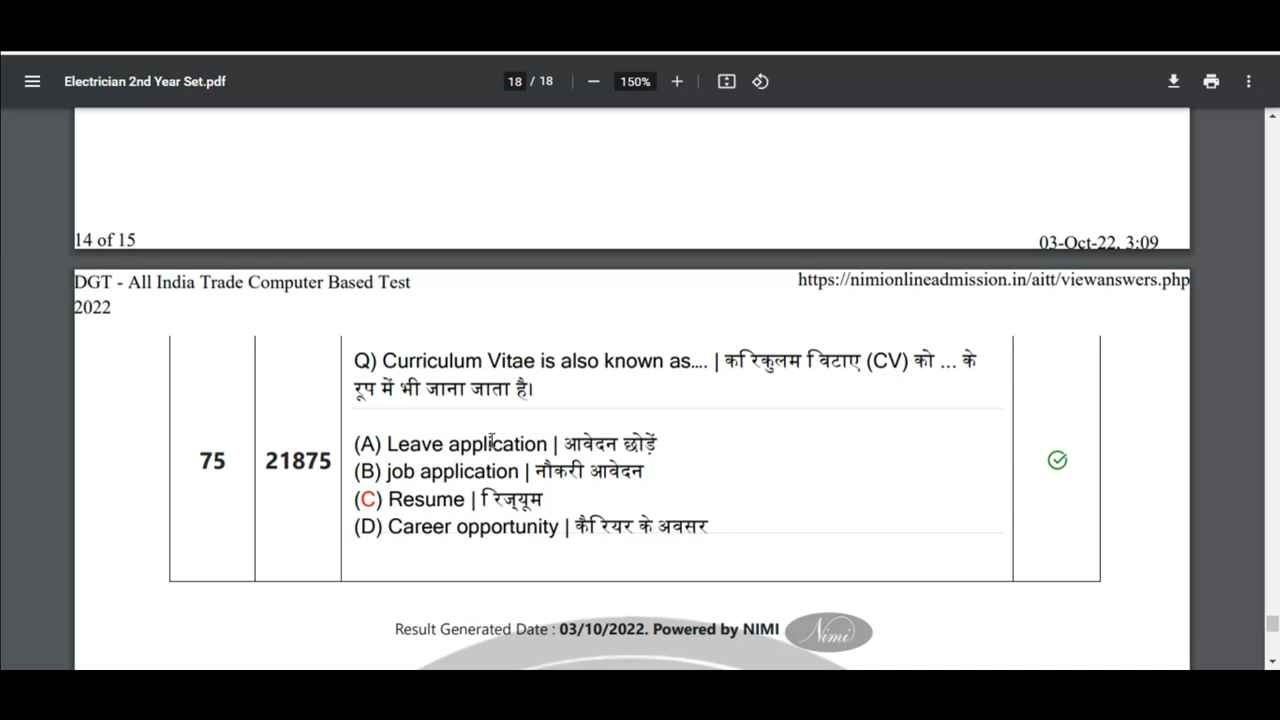 Electrician 2nd Year Set.pdf
18 / 18
150%
14 of 15
03-Oct-22, 3:09
DGT - All India Trade Computer Based Test
2022
https://nimionlineadmission.in/aitt/viewanswers.php
Q) Curriculum Vitae is also known as.... | करिकुलम विटाए (CV) को ... के
रूप में भी जाना जाता है।
75
21875
(A) Leave application | आवेदन छोड़ें
(B) job application | नौकरी आवेदन
(C) Resume | रिज्यूम
(D) Career opportunity | कैरियर के अवसर
Result Generated Date : 03/10/2022. Powered by NIMI
Nimi